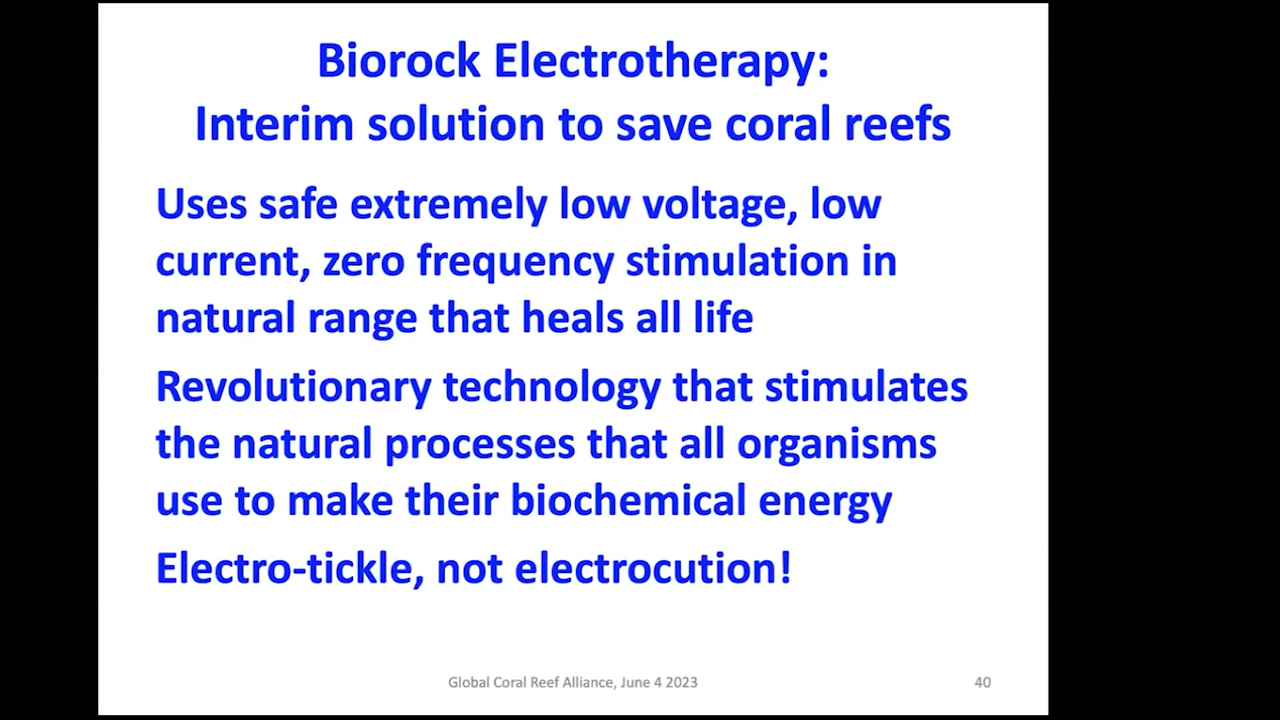 Biorock Electrotherapy:
Interim solution to save coral reefs
Uses safe extremely low voltage, low
current, zero frequency stimulation in
natural range that heals all life
Revolutionary technology that stimulates
the natural processes that all organisms
use to make their biochemical energy
Electro-tickle, not electrocution!
Global Coral Reef Alliance, June 4 2023
40